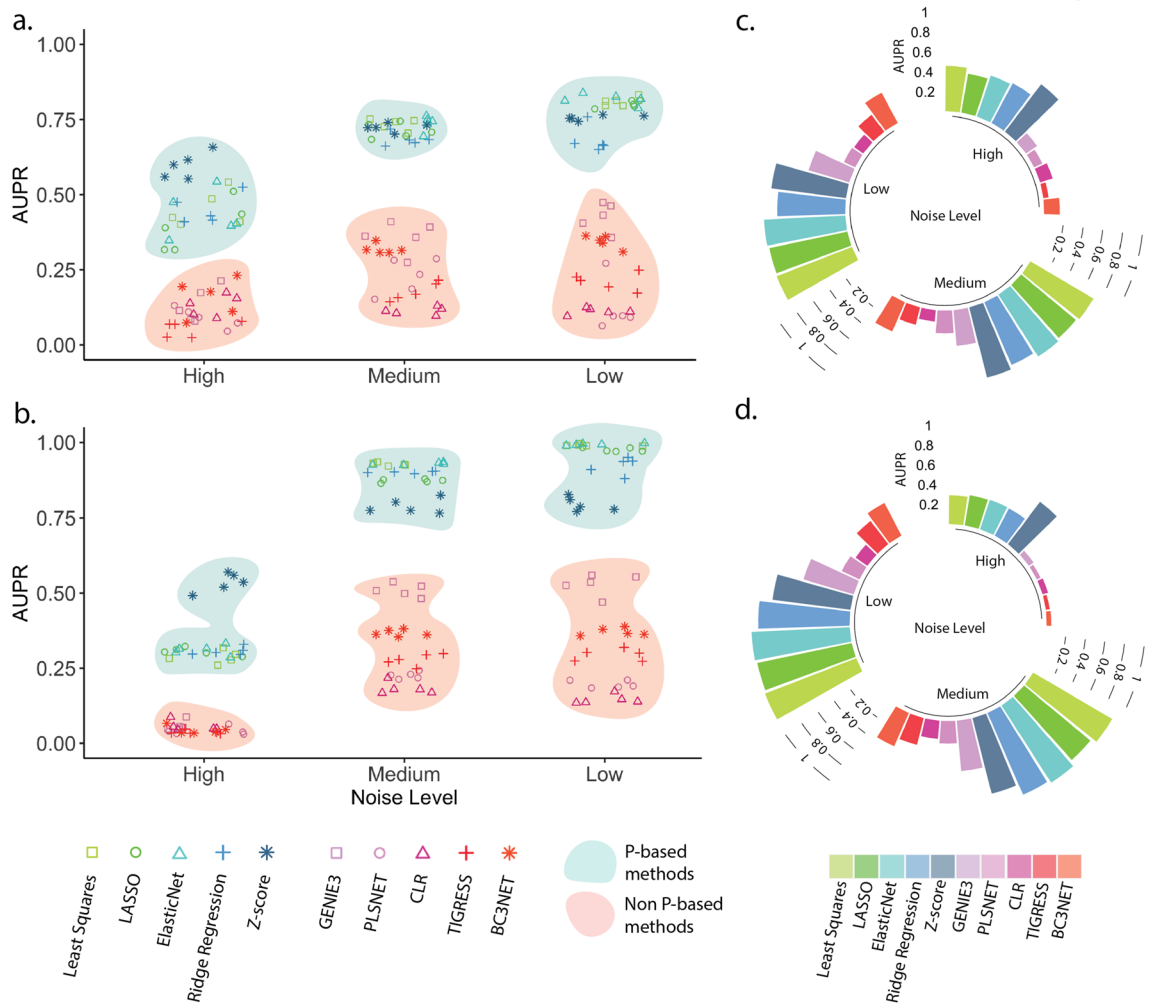 a.
1.00
0.75
0.50
0.25
0.00
AUPR
High
Medium
Low
b.
1.00
0.75
0.50
0.25
0.00
AUPR
High
Medium
Low
Noise Level
c.
1
0.8
0.6
0.4
0.2
AUPR
High
Low
Noise Level
Medium
0.2
0.4
0.6
0.8
1
0.2
0.4
0.6
0.8
1
d.
1
0.8
0.6
0.4
0.2
AUPR
High
Low
Noise Level
Medium
0.2
0.4
0.6
0.8
1
0.2
0.4
0.6
0.8
1
Least Squares
LASSO
ElasticNet
Ridge Regression
Z-score
GENIE3
PLSNET
CLR
TIGRESS
BC3NET
P-based
methods
Non P-based
methods
Least Squares
LASSO
ElasticNet
Ridge Regression
Z-score
GENIE3
PLSNET
CLR
TIGRESS
BC3NET